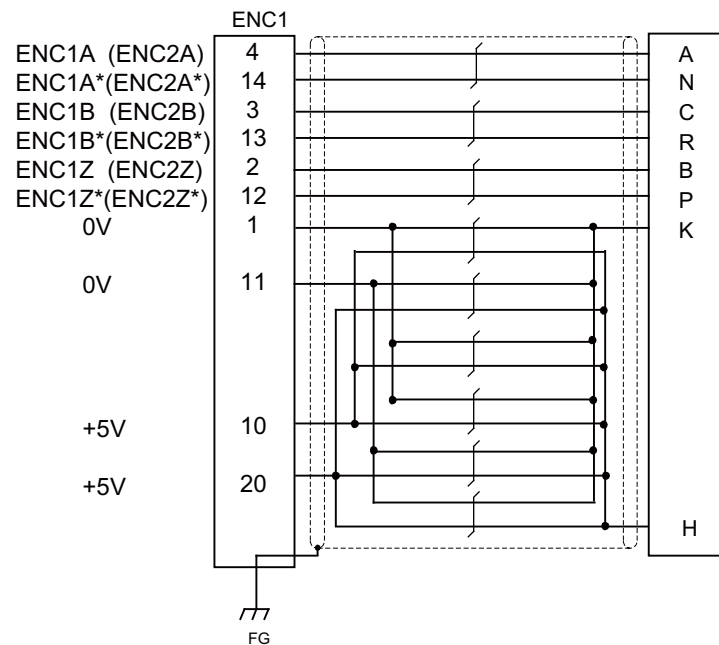 ENC1
ENC1A (ENC2A) 4 A
ENC1A*(ENC2A*) 14 N
ENC1B (ENC2B) 3 C
ENC1B*(ENC2B*) 13 R
ENC1Z (ENC2Z) 2 B
ENC1Z*(ENC2Z*) 12 P
0V 1 K
0V 11
+5V 10
+5V 20
H
FG